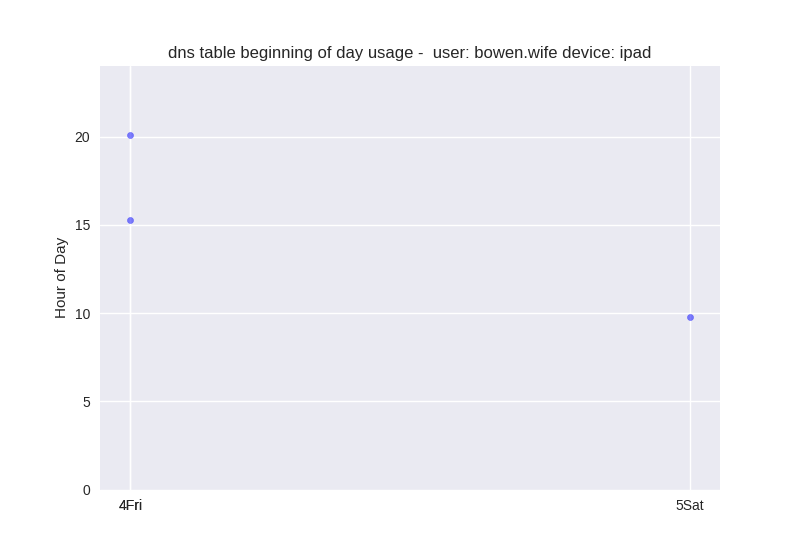 dns table beginning of day usage -  user: bowen.wife device: ipad
Hour of Day
20
15
10
5
0
4Fri
5Sat